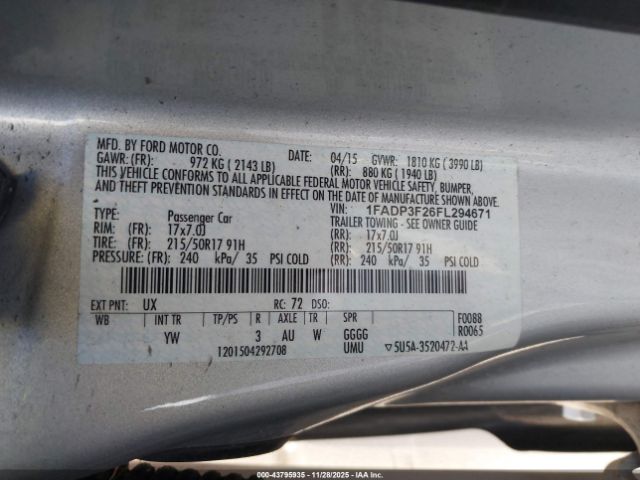 MFD. BY FORD MOTOR CO.
DATE: 04/15 GVWR: 1810 KG ( 3990 LB)
GAWR: (FR): 972 KG ( 2143 LB) (RR): 880 KG ( 1940 LB)
THIS VEHICLE CONFORMS TO ALL APPLICABLE FEDERAL MOTOR VEHICLE SAFETY, BUMPER,
AND THEFT PREVENTION STANDARDS IN EFFECT ON THE DATE OF MANUFACTURE SHOWN ABOVE.
VIN: 1FADP3F26FL294671
TYPE: Passenger Car TRAILER TOWING - SEE OWNER GUIDE
RIM: (FR): 17x7.0J (RR): 17x7.0J
TIRE: (FR): 215/50R17 91H (RR): 215/50R17 91H
PRESSURE: (FR): 240 kPa/ 35 PSI COLD (RR): 240 kPa/ 35 PSI COLD
EXT PNT: UX RC: 72 DSO: F0088
WB INT TR TP/PS R AXLE TR SPR R0065
YW 3 AU W GGGG
1201504292708 UMU ▽5U5A-3520472-AA
000-43795935 - 11/28/2025 - IAAI.COM